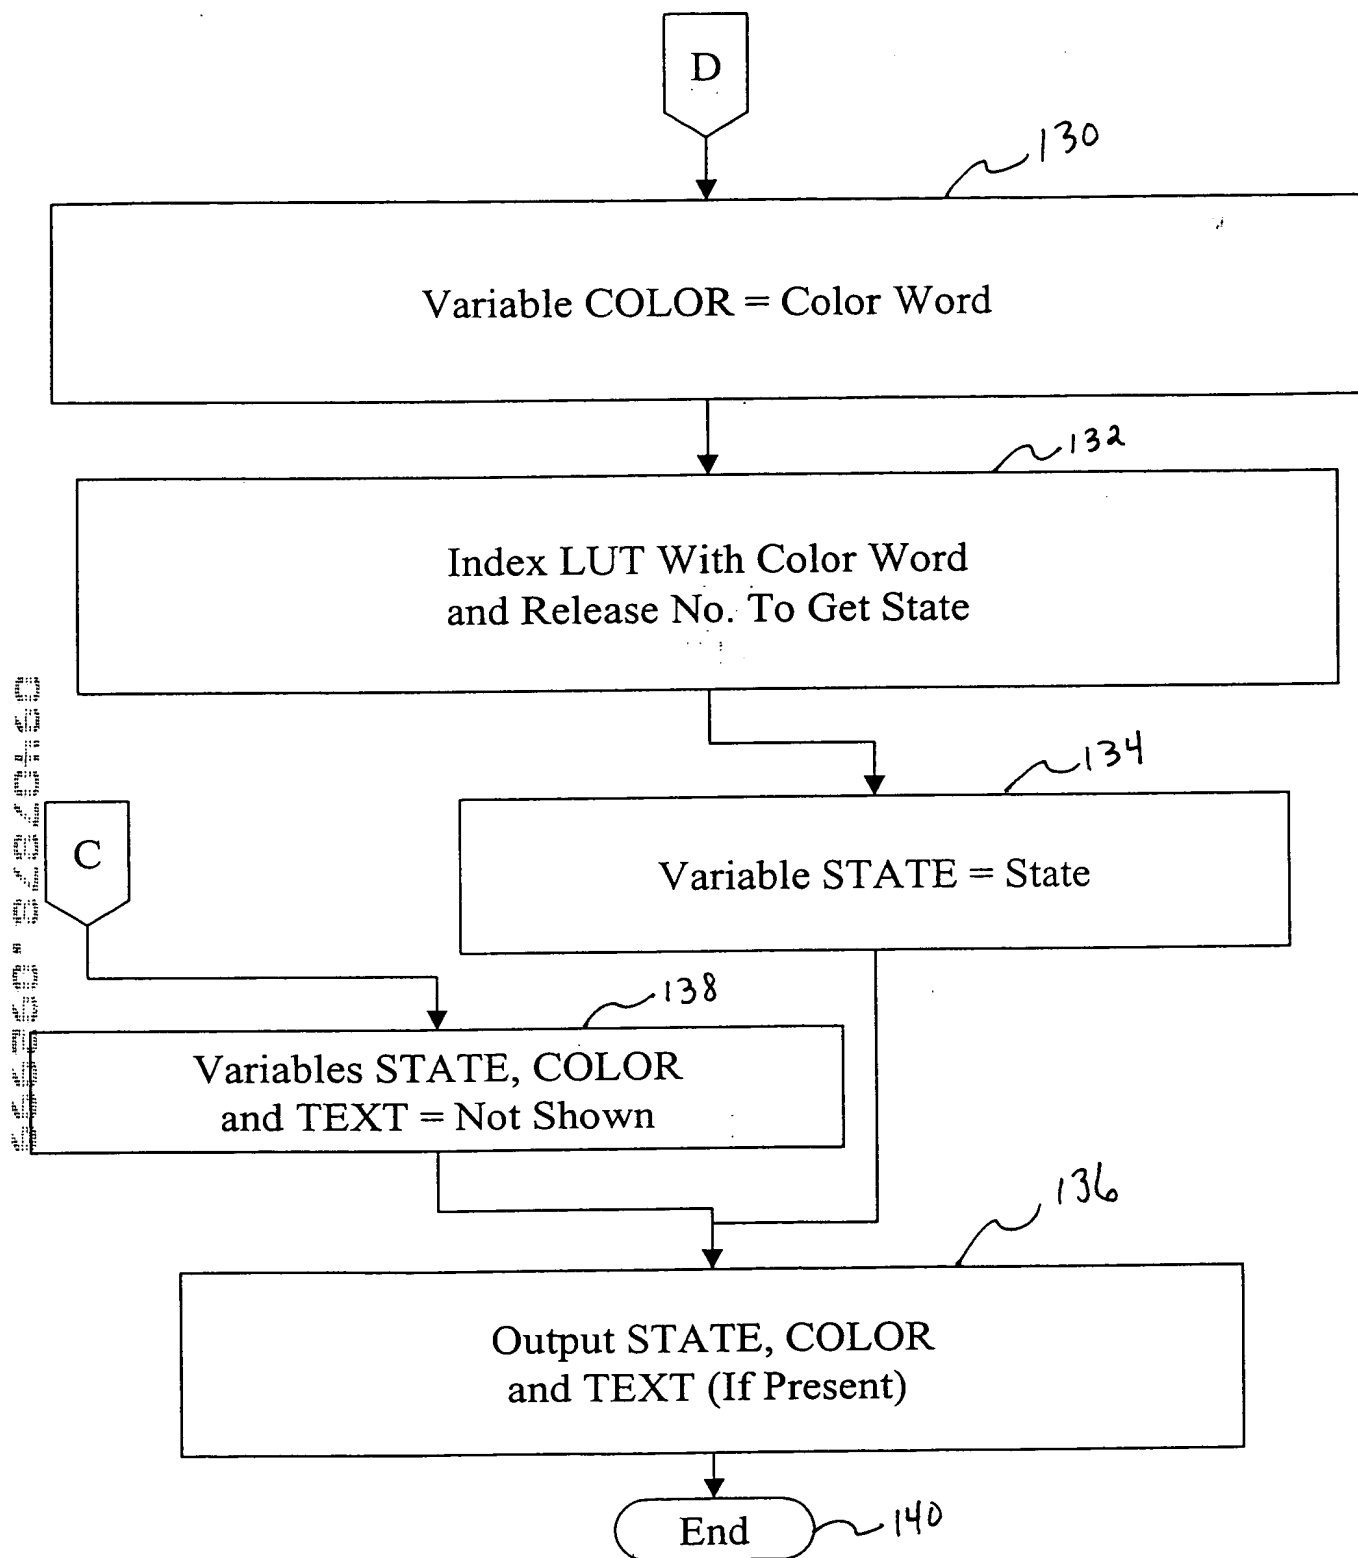 D
130
Variable COLOR = Color Word
132
Index LUT With Color Word
and Release No. To Get State
134
C
Variable STATE = State
138
Variables STATE, COLOR
and TEXT = Not Shown
136
Output STATE, COLOR
and TEXT (If Present)
End
140